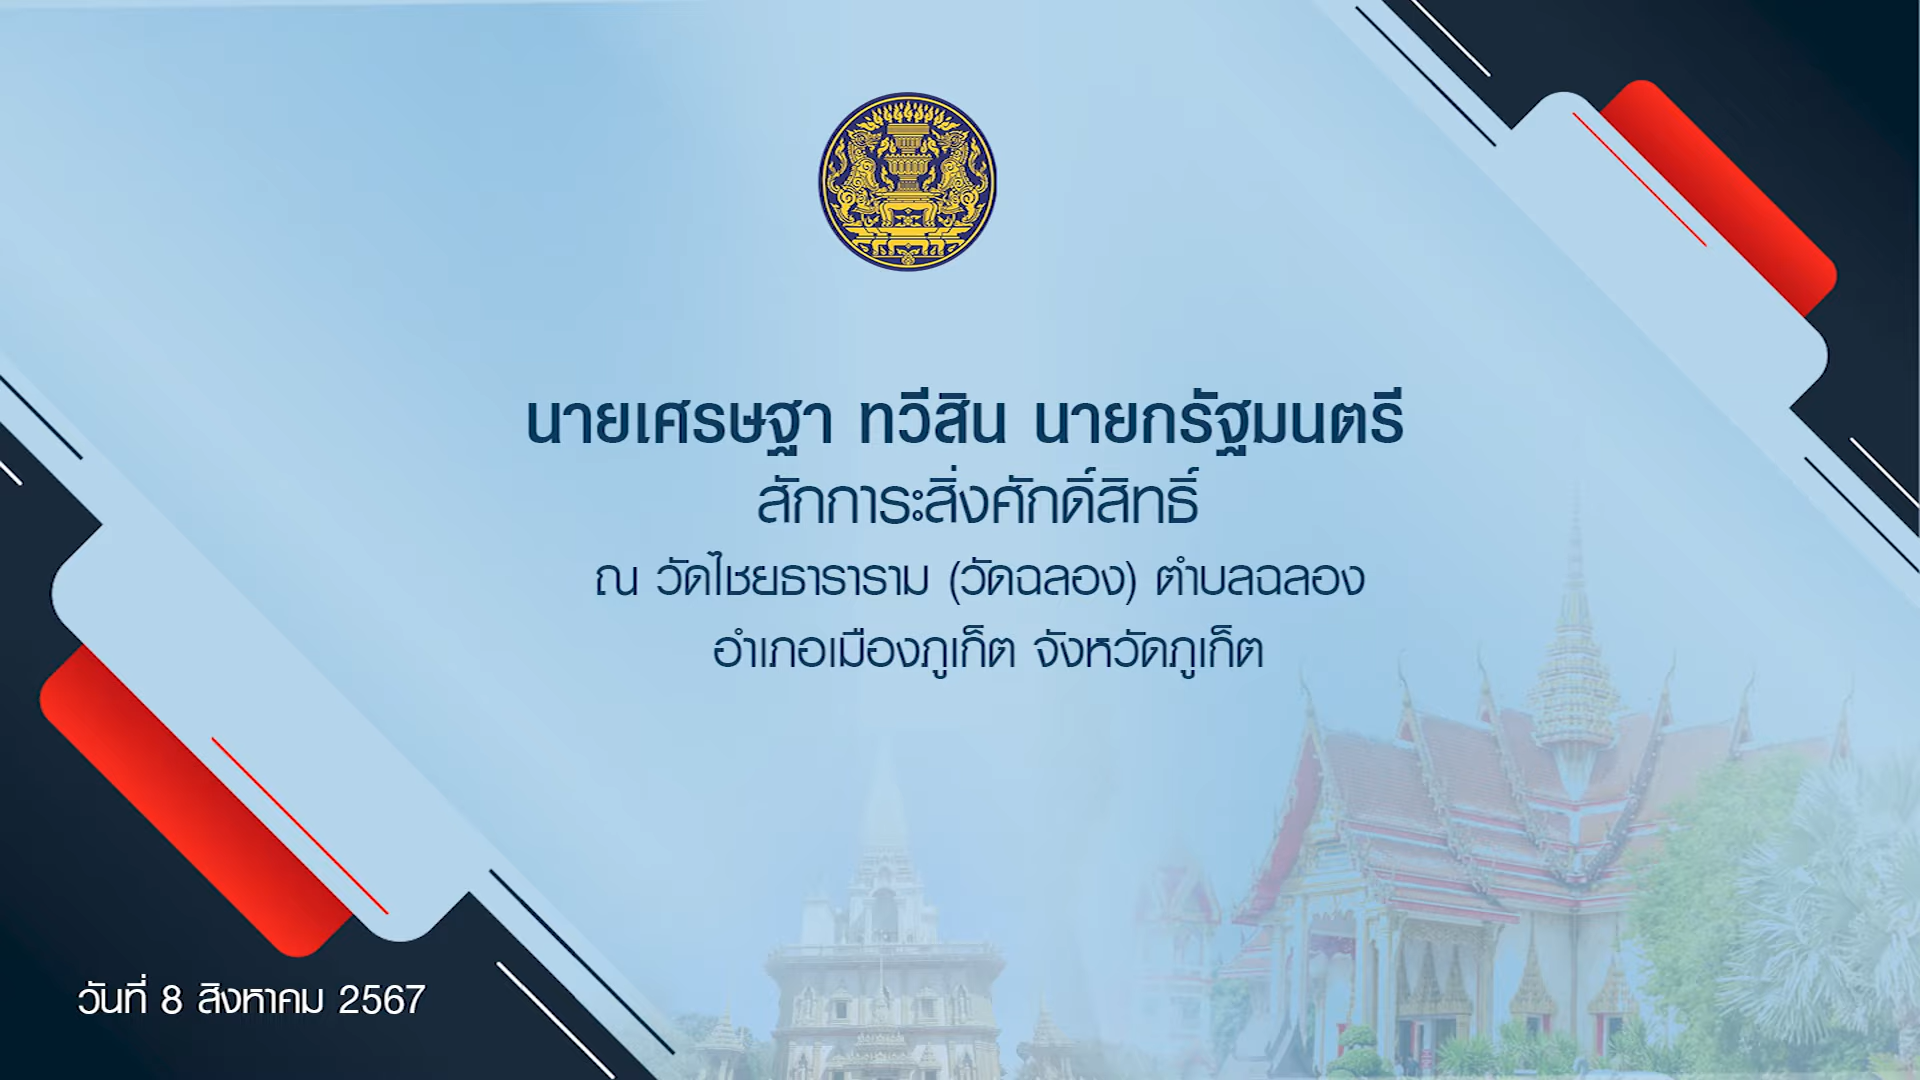 นายเศรษฐา ทวีสิน นายกรัฐมนตรี
สักการะสิ่งศักดิ์สิทธิ์
ณ วัดไชยธาราราม (วัดฉลอง) ตำบลฉลอง
อำเภอเมืองภูเก็ต จังหวัดภูเก็ต
วันที่ 8 สิงหาคม 2567